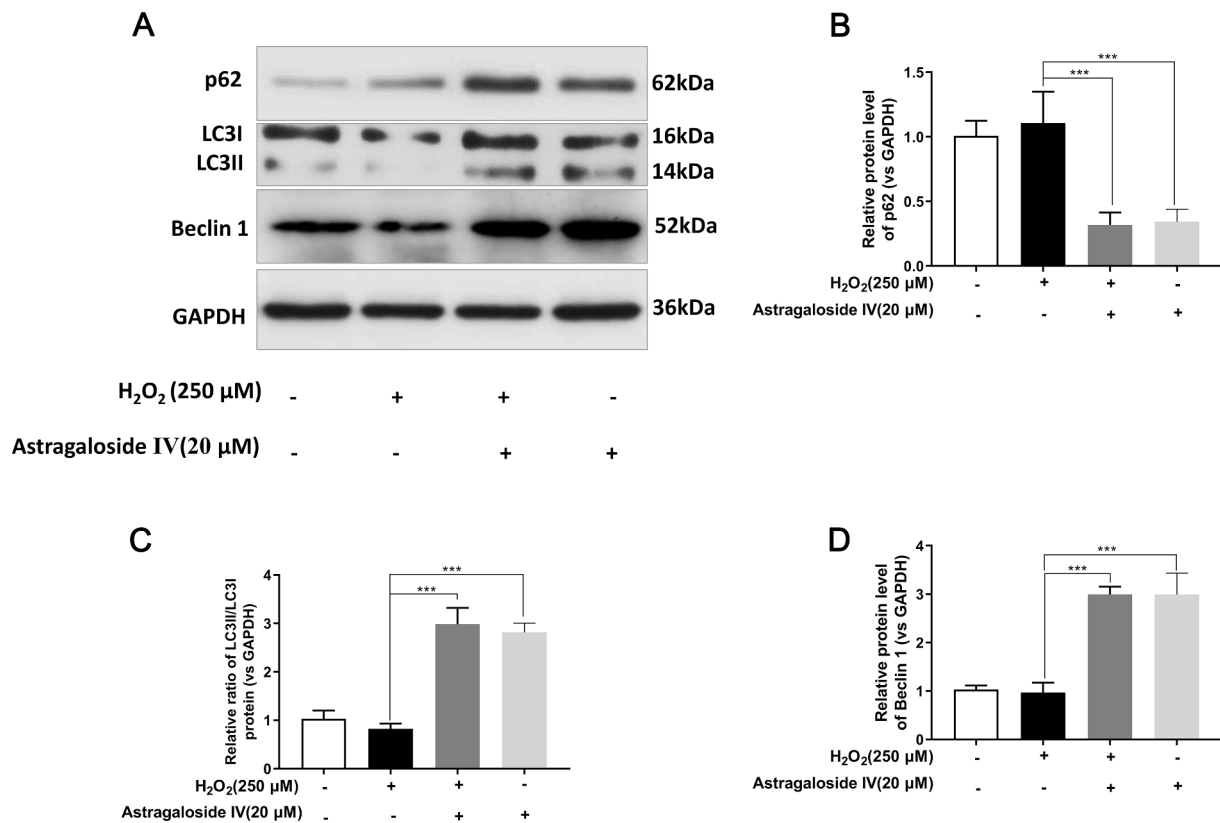 A
p62
62kDa
LC3I
16kDa
LC3II
14kDa
Beclin 1
52kDa
GAPDH
36kDa
H₂O₂ (250 μM) - + + -
Astragaloside IV(20 μM) - - + +
B
Relative protein level
of p62 (vs GAPDH)
1.5
1.0
0.5
0.0
***
***
H₂O₂(250 μM) - + + -
Astragaloside IV(20 μM) - - + +
C
Relative ratio of LC3II/LC3I
protein (vs GAPDH)
4
3
2
1
0
***
***
H₂O₂(250 μM) - + + -
Astragaloside IV(20 μM) - - + +
D
Relative protein level
of Beclin 1 (vs GAPDH)
4
3
2
1
0
***
***
H₂O₂(250 μM) - + + -
Astragaloside IV(20 μM) - - + +